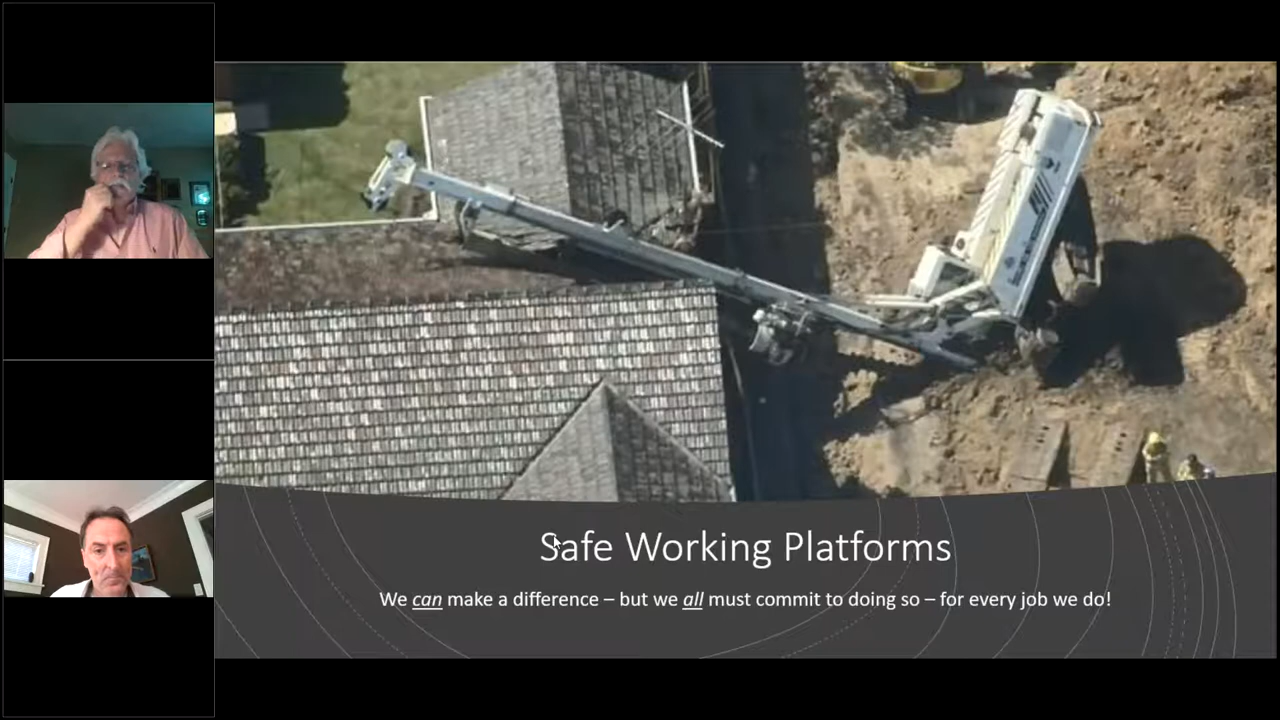 Safe Working Platforms
We can make a difference – but we all must commit to doing so – for every job we do!